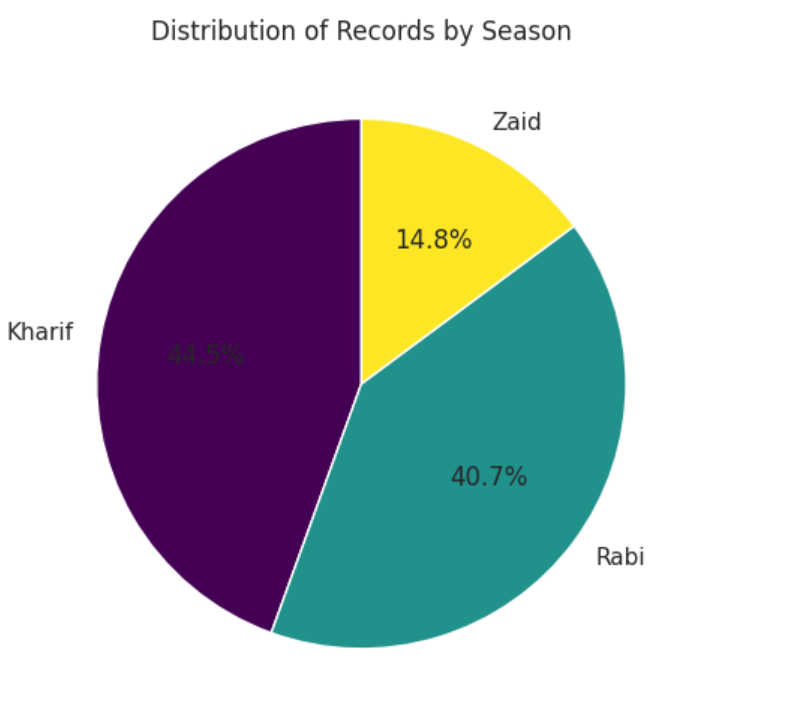 Distribution of Records by Season
Zaid
14.8%
Kharif
44.5%
40.7%
Rabi